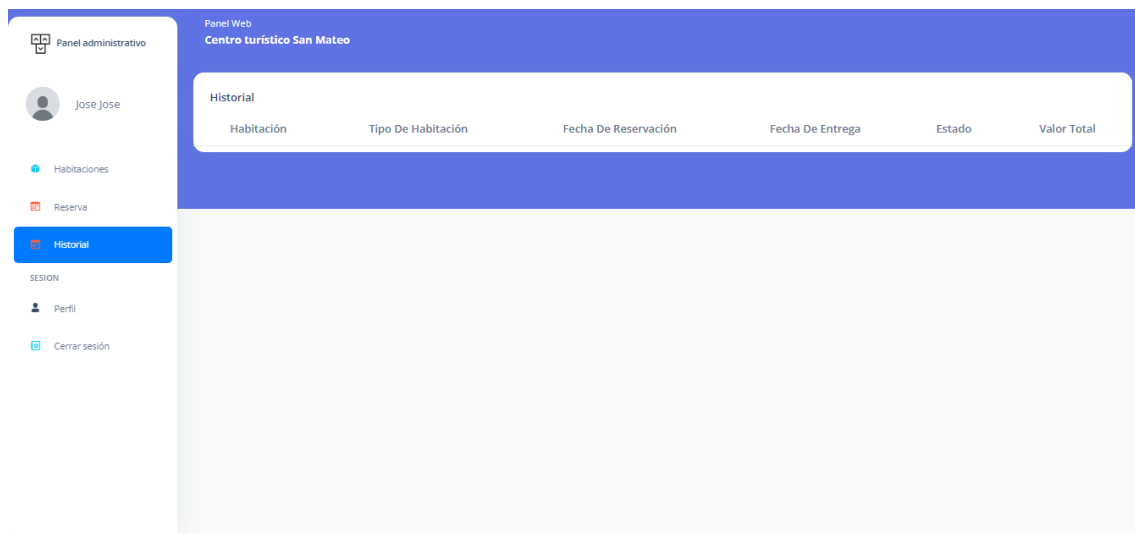 Panel administrativo
Jose Jose
Habitaciones
Reserva
Historial
SESION
Perfil
Cerrar sesión
Panel Web
Centro turístico San Mateo
Historial
Habitación Tipo De Habitación Fecha De Reservación Fecha De Entrega Estado Valor Total